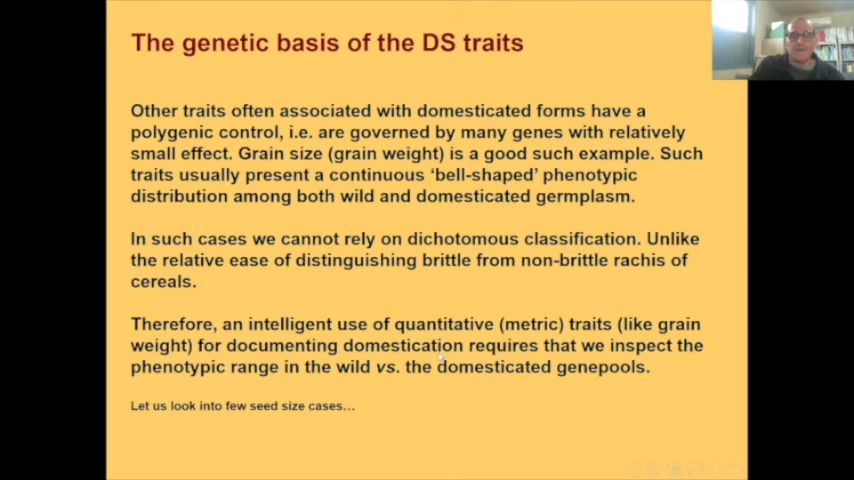 The genetic basis of the DS traits
Other traits often associated with domesticated forms have a
polygenic control, i.e. are governed by many genes with relatively
small effect. Grain size (grain weight) is a good such example. Such
traits usually present a continuous ‘bell-shaped’ phenotypic
distribution among both wild and domesticated germplasm.
In such cases we cannot rely on dichotomous classification. Unlike
the relative ease of distinguishing brittle from non-brittle rachis of
cereals.
Therefore, an intelligent use of quantitative (metric) traits (like grain
weight) for documenting domestication requires that we inspect the
phenotypic range in the wild vs. the domesticated genepools.
Let us look into few seed size cases…